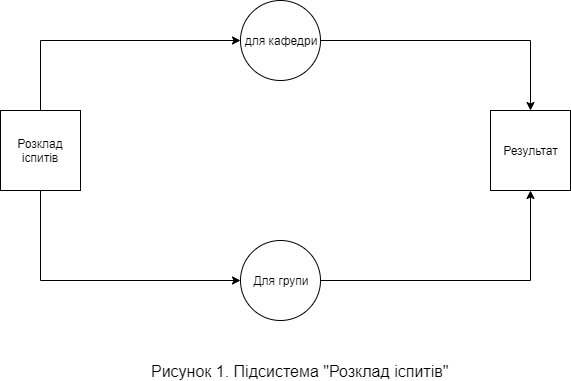 для кафедри
Розклад
іспитів
Результат
Для групи
Рисунок 1. Підсистема "Розклад іспитів"